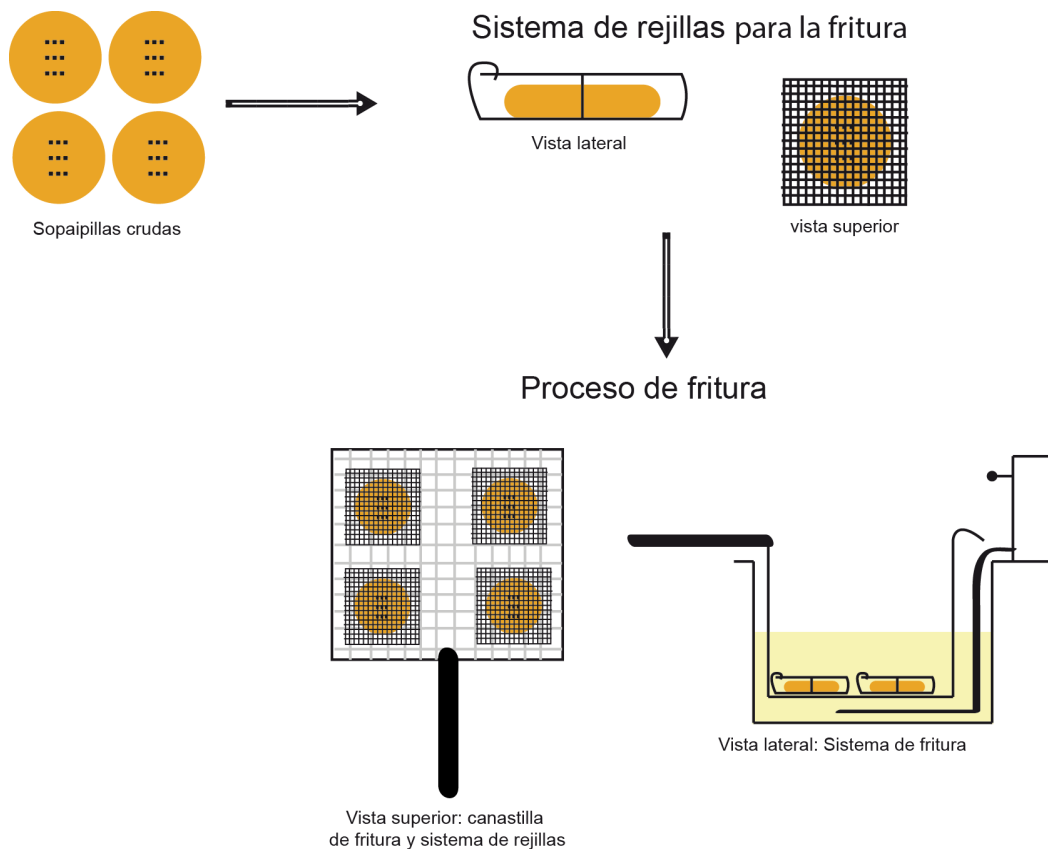 Sistema de rejillas para la fritura
Vista lateral
Sopaipillas crudas
vista superior
Proceso de fritura
Vista lateral: Sistema de fritura
Vista superior: canastilla
de fritura y sistema de rejillas